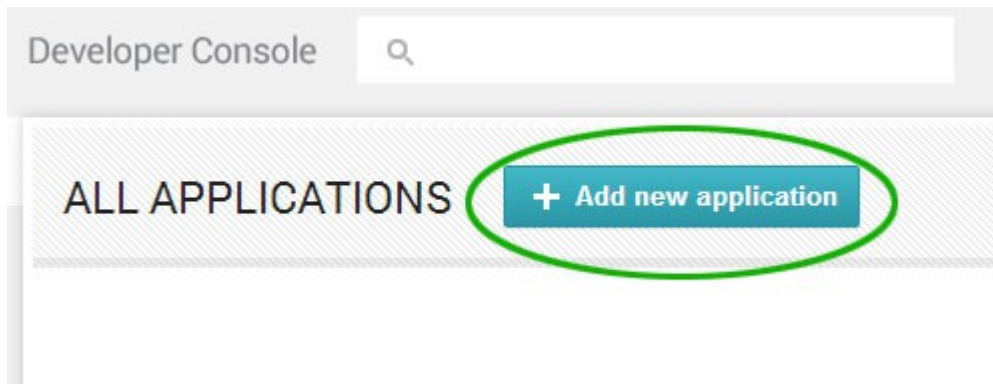 Developer Console
ALL APPLICATIONS
+ Add new application